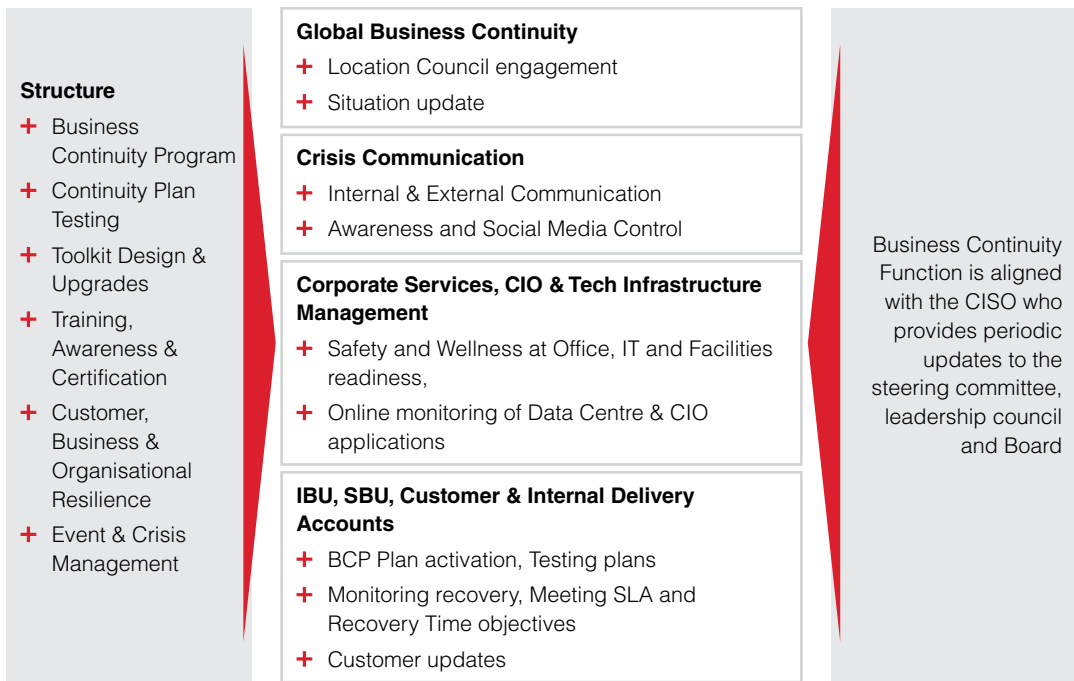 Structure
+ Business
Continuity Program
+ Continuity Plan
Testing
+ Toolkit Design &
Upgrades
+ Training,
Awareness &
Certification
+ Customer,
Business &
Organisational
Resilience
+ Event & Crisis
Management
Global Business Continuity
+ Location Council engagement
+ Situation update
Crisis Communication
+ Internal & External Communication
+ Awareness and Social Media Control
Corporate Services, CIO & Tech Infrastructure
Management
+ Safety and Wellness at Office, IT and Facilities
readiness,
+ Online monitoring of Data Centre & CIO
applications
IBU, SBU, Customer & Internal Delivery
Accounts
+ BCP Plan activation, Testing plans
+ Monitoring recovery, Meeting SLA and
Recovery Time objectives
+ Customer updates
Business Continuity
Function is aligned
with the CISO who
provides periodic
updates to the
steering committee,
leadership council
and Board